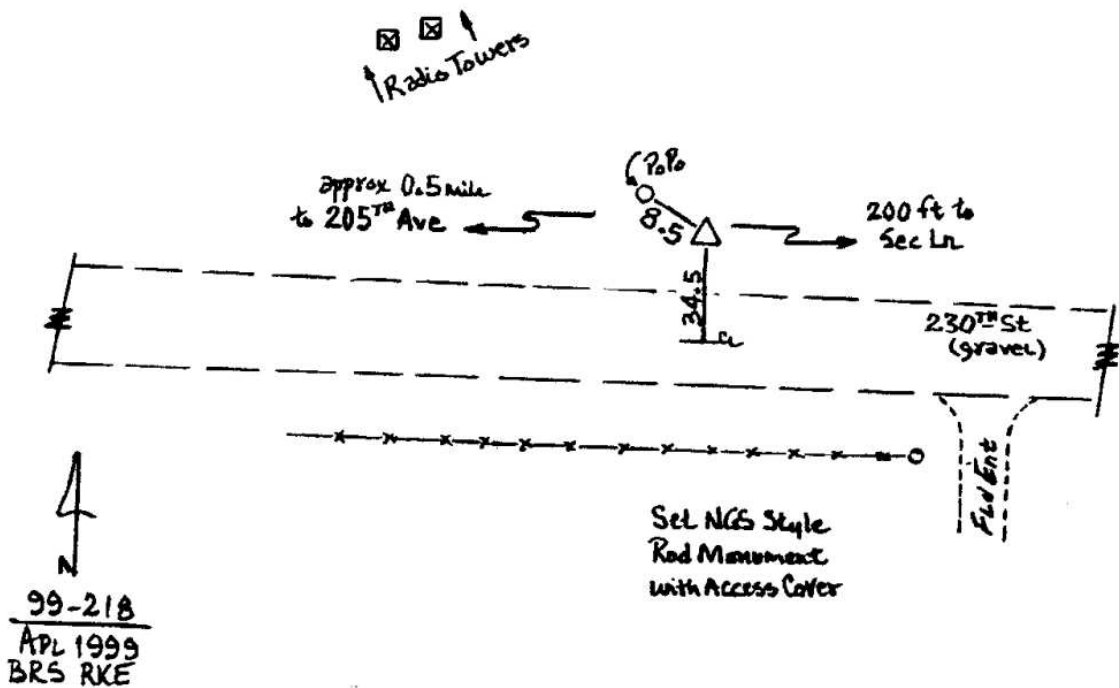 Radio Towers
PoPo
approx 0.5 mile
to 205TH Ave
8.5
200 ft to
Sec Ln
34.5
CL
230TH St
(gravel)
Fld Ent
Set NGS Style
Rod Monument
with Access Cover
N
99-218
APL 1999
BRS RKE